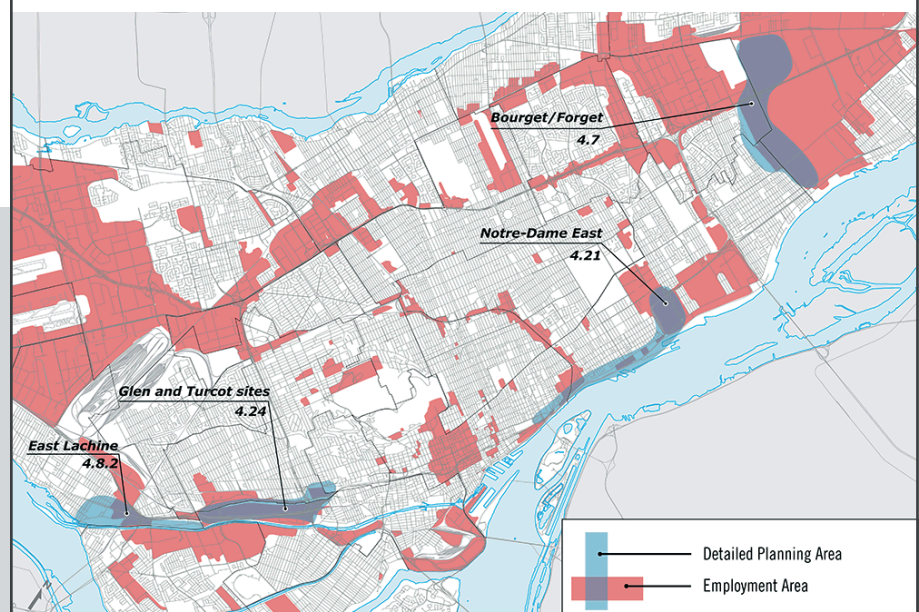 Bourget/Forget
4.7
Notre-Dame East
4.21
Glen and Turcot sites
4.24
East Lachine
4.8.2
N
Detailed Planning Area
Employment Area